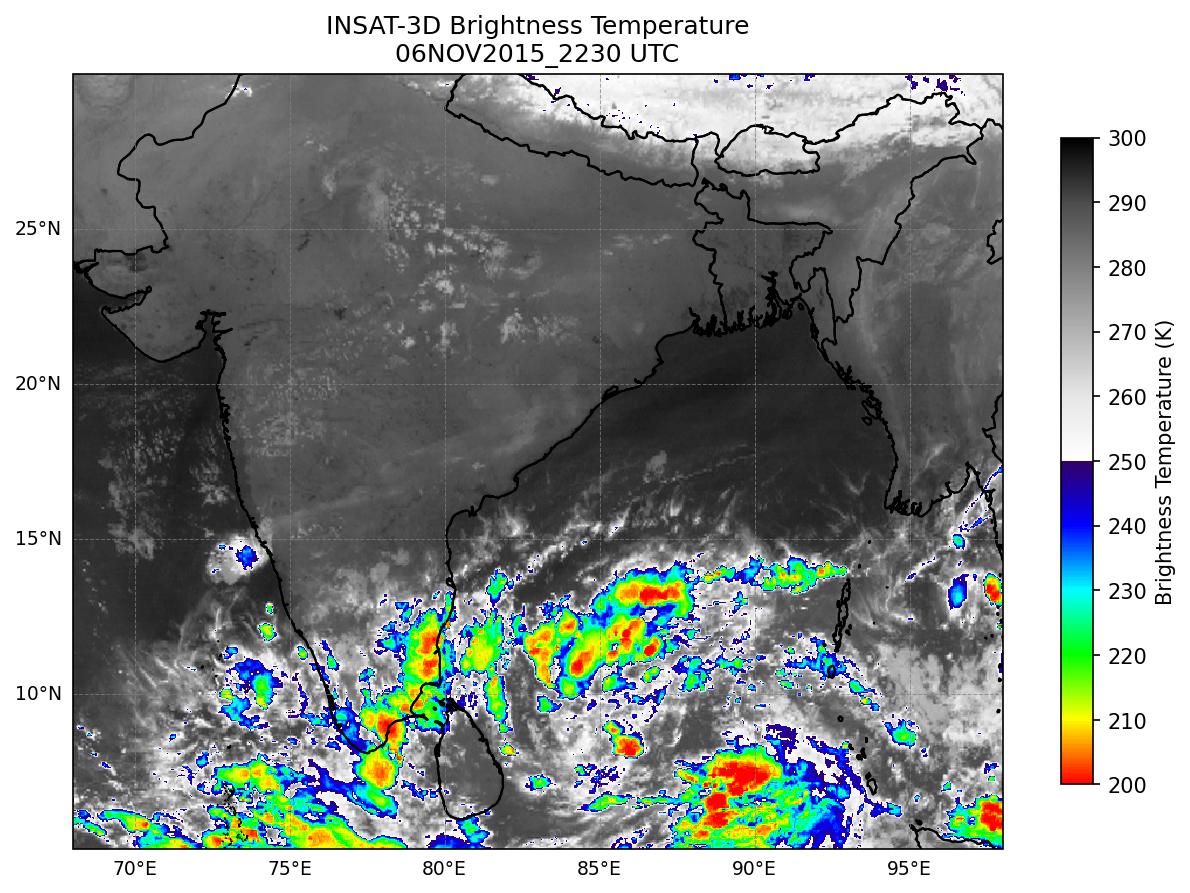 INSAT-3D Brightness Temperature
06NOV2015_2230 UTC
25°N
20°N
15°N
10°N
70°E
75°E
80°E
85°E
90°E
95°E
300
290
280
270
260
250
240
230
220
210
200
Brightness Temperature (K)